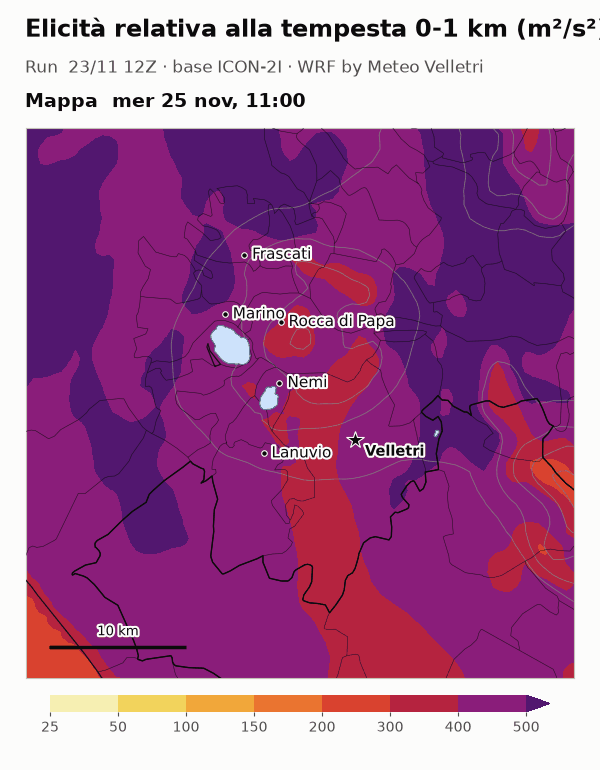 Elicità relativa alla tempesta 0-1 km (m²/s²)
Run 23/11 12Z · base ICON-2I · WRF by Meteo Velletri
Mappa mer 25 nov, 11:00
Frascati
Marino
Rocca di Papa
Nemi
Velletri
Lanuvio
10 km
25 50 100 150 200 300 400 500